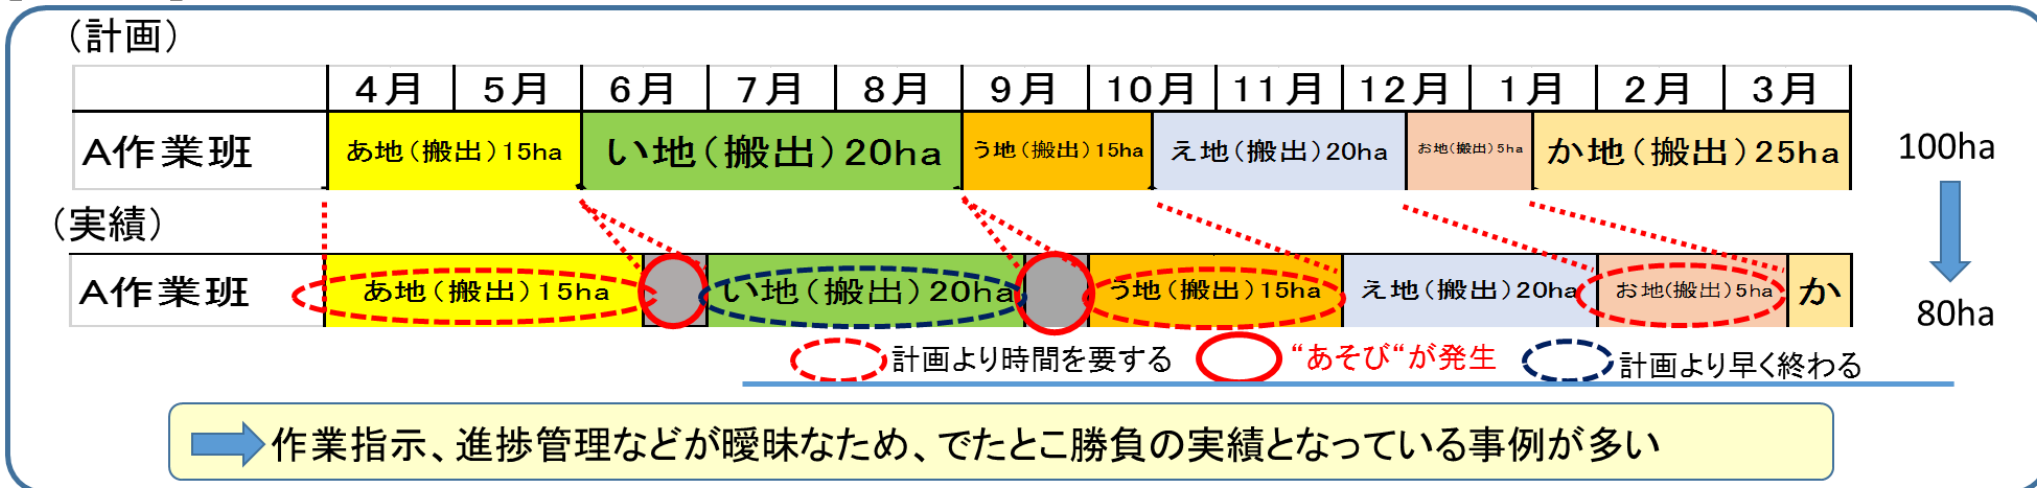 (計画)
4月 5月 6月 7月 8月 9月 10月 11月 12月 1月 2月 3月
A作業班 あ地(搬出)15ha い地(搬出)20ha う地(搬出)15ha え地(搬出)20ha お地(搬出)5ha か地(搬出)25ha 100ha
(実績)
A作業班 あ地(搬出)15ha い地(搬出)20ha う地(搬出)15ha え地(搬出)20ha お地(搬出)5ha か 80ha
計画より時間を要する “あそび“が発生 計画より早く終わる
作業指示、進捗管理などが曖昧なため、でたとこ勝負の実績となっている事例が多い